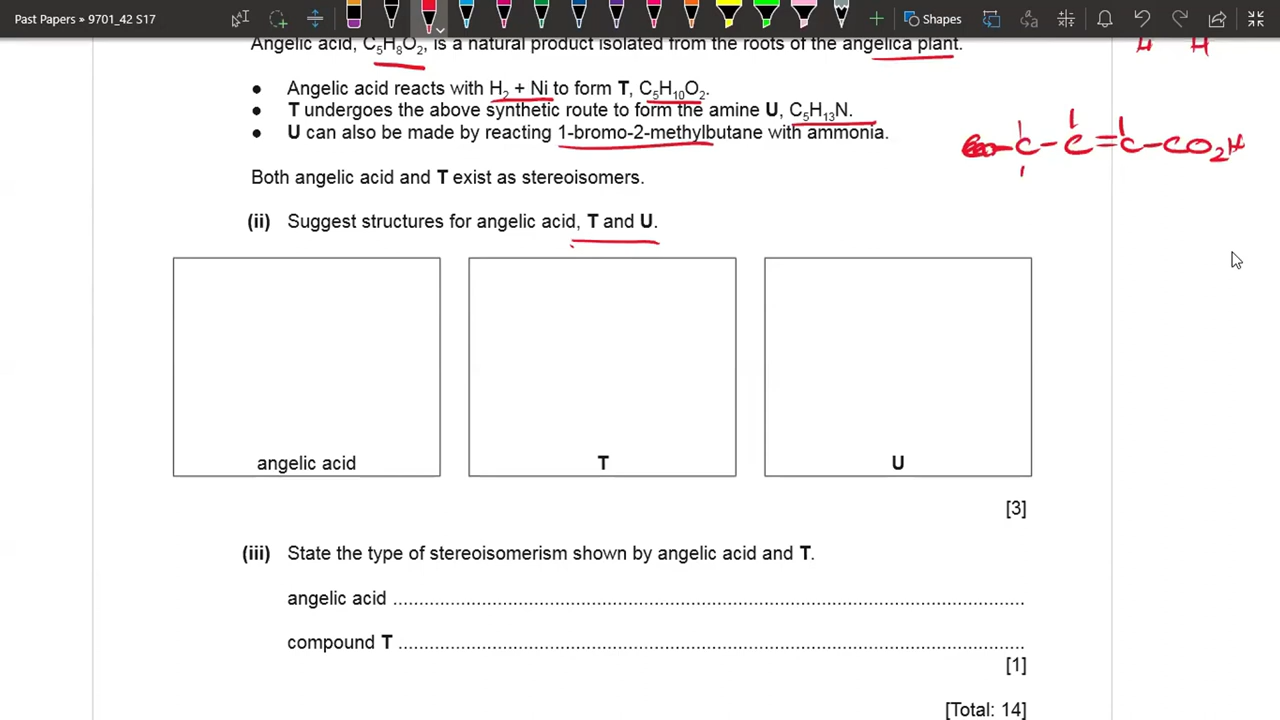 Past Papers » 9701_42 S17
Shapes
Angelic acid, C₅H₈O₂, is a natural product isolated from the roots of the angelica plant.
H H
● Angelic acid reacts with H₂ + Ni to form T, C₅H₁₀O₂.
● T undergoes the above synthetic route to form the amine U, C₅H₁₃N.
● U can also be made by reacting 1-bromo-2-methylbutane with ammonia.
C-C=C-CO₂H
Both angelic acid and T exist as stereoisomers.
(ii) Suggest structures for angelic acid, T and U.
angelic acid T U
[3]
(iii) State the type of stereoisomerism shown by angelic acid and T.
angelic acid ................................................................
compound T ................................................................
[1]
[Total: 14]